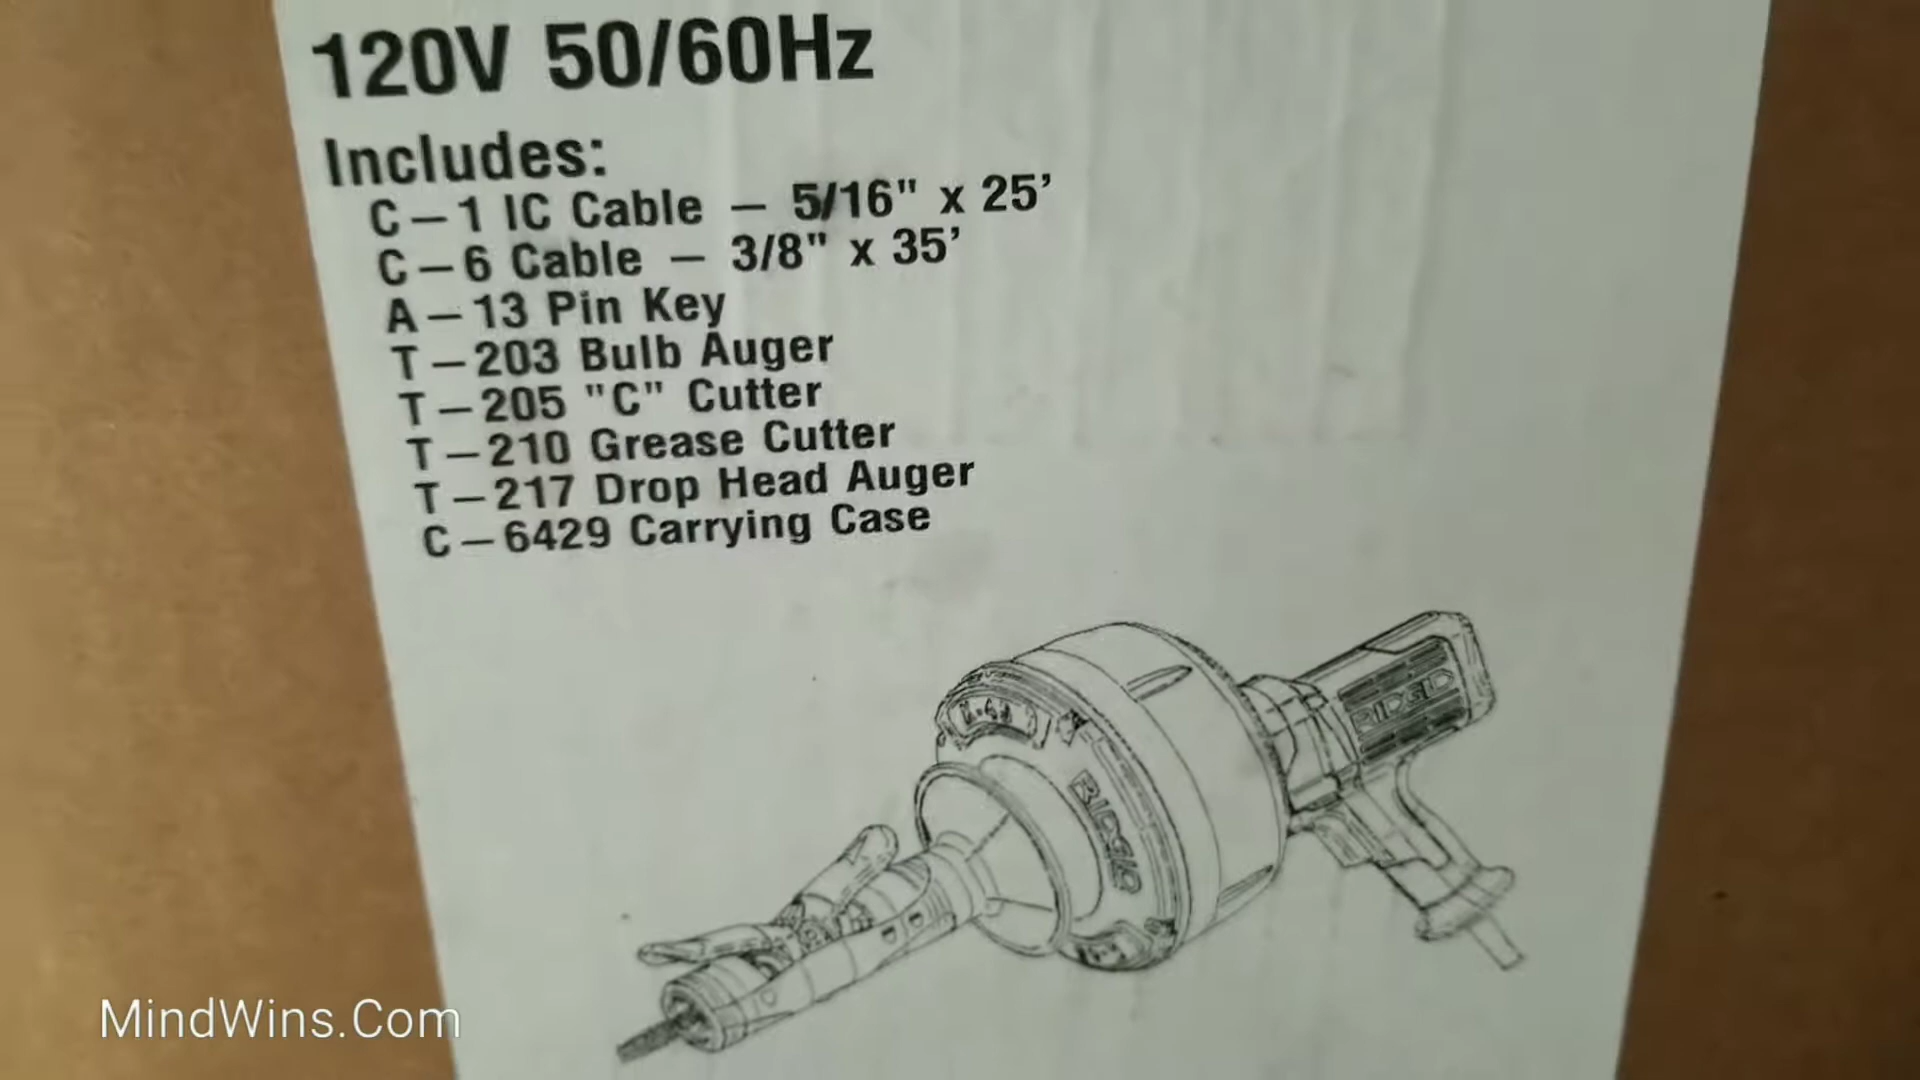 120V 50/60Hz
Includes:
C–1 IC Cable – 5/16" x 25'
C–6 Cable – 3/8" x 35'
A–13 Pin Key
T–203 Bulb Auger
T–205 "C" Cutter
T–210 Grease Cutter
T–217 Drop Head Auger
C–6429 Carrying Case
RIDGID
RIDGID
MindWins.Com